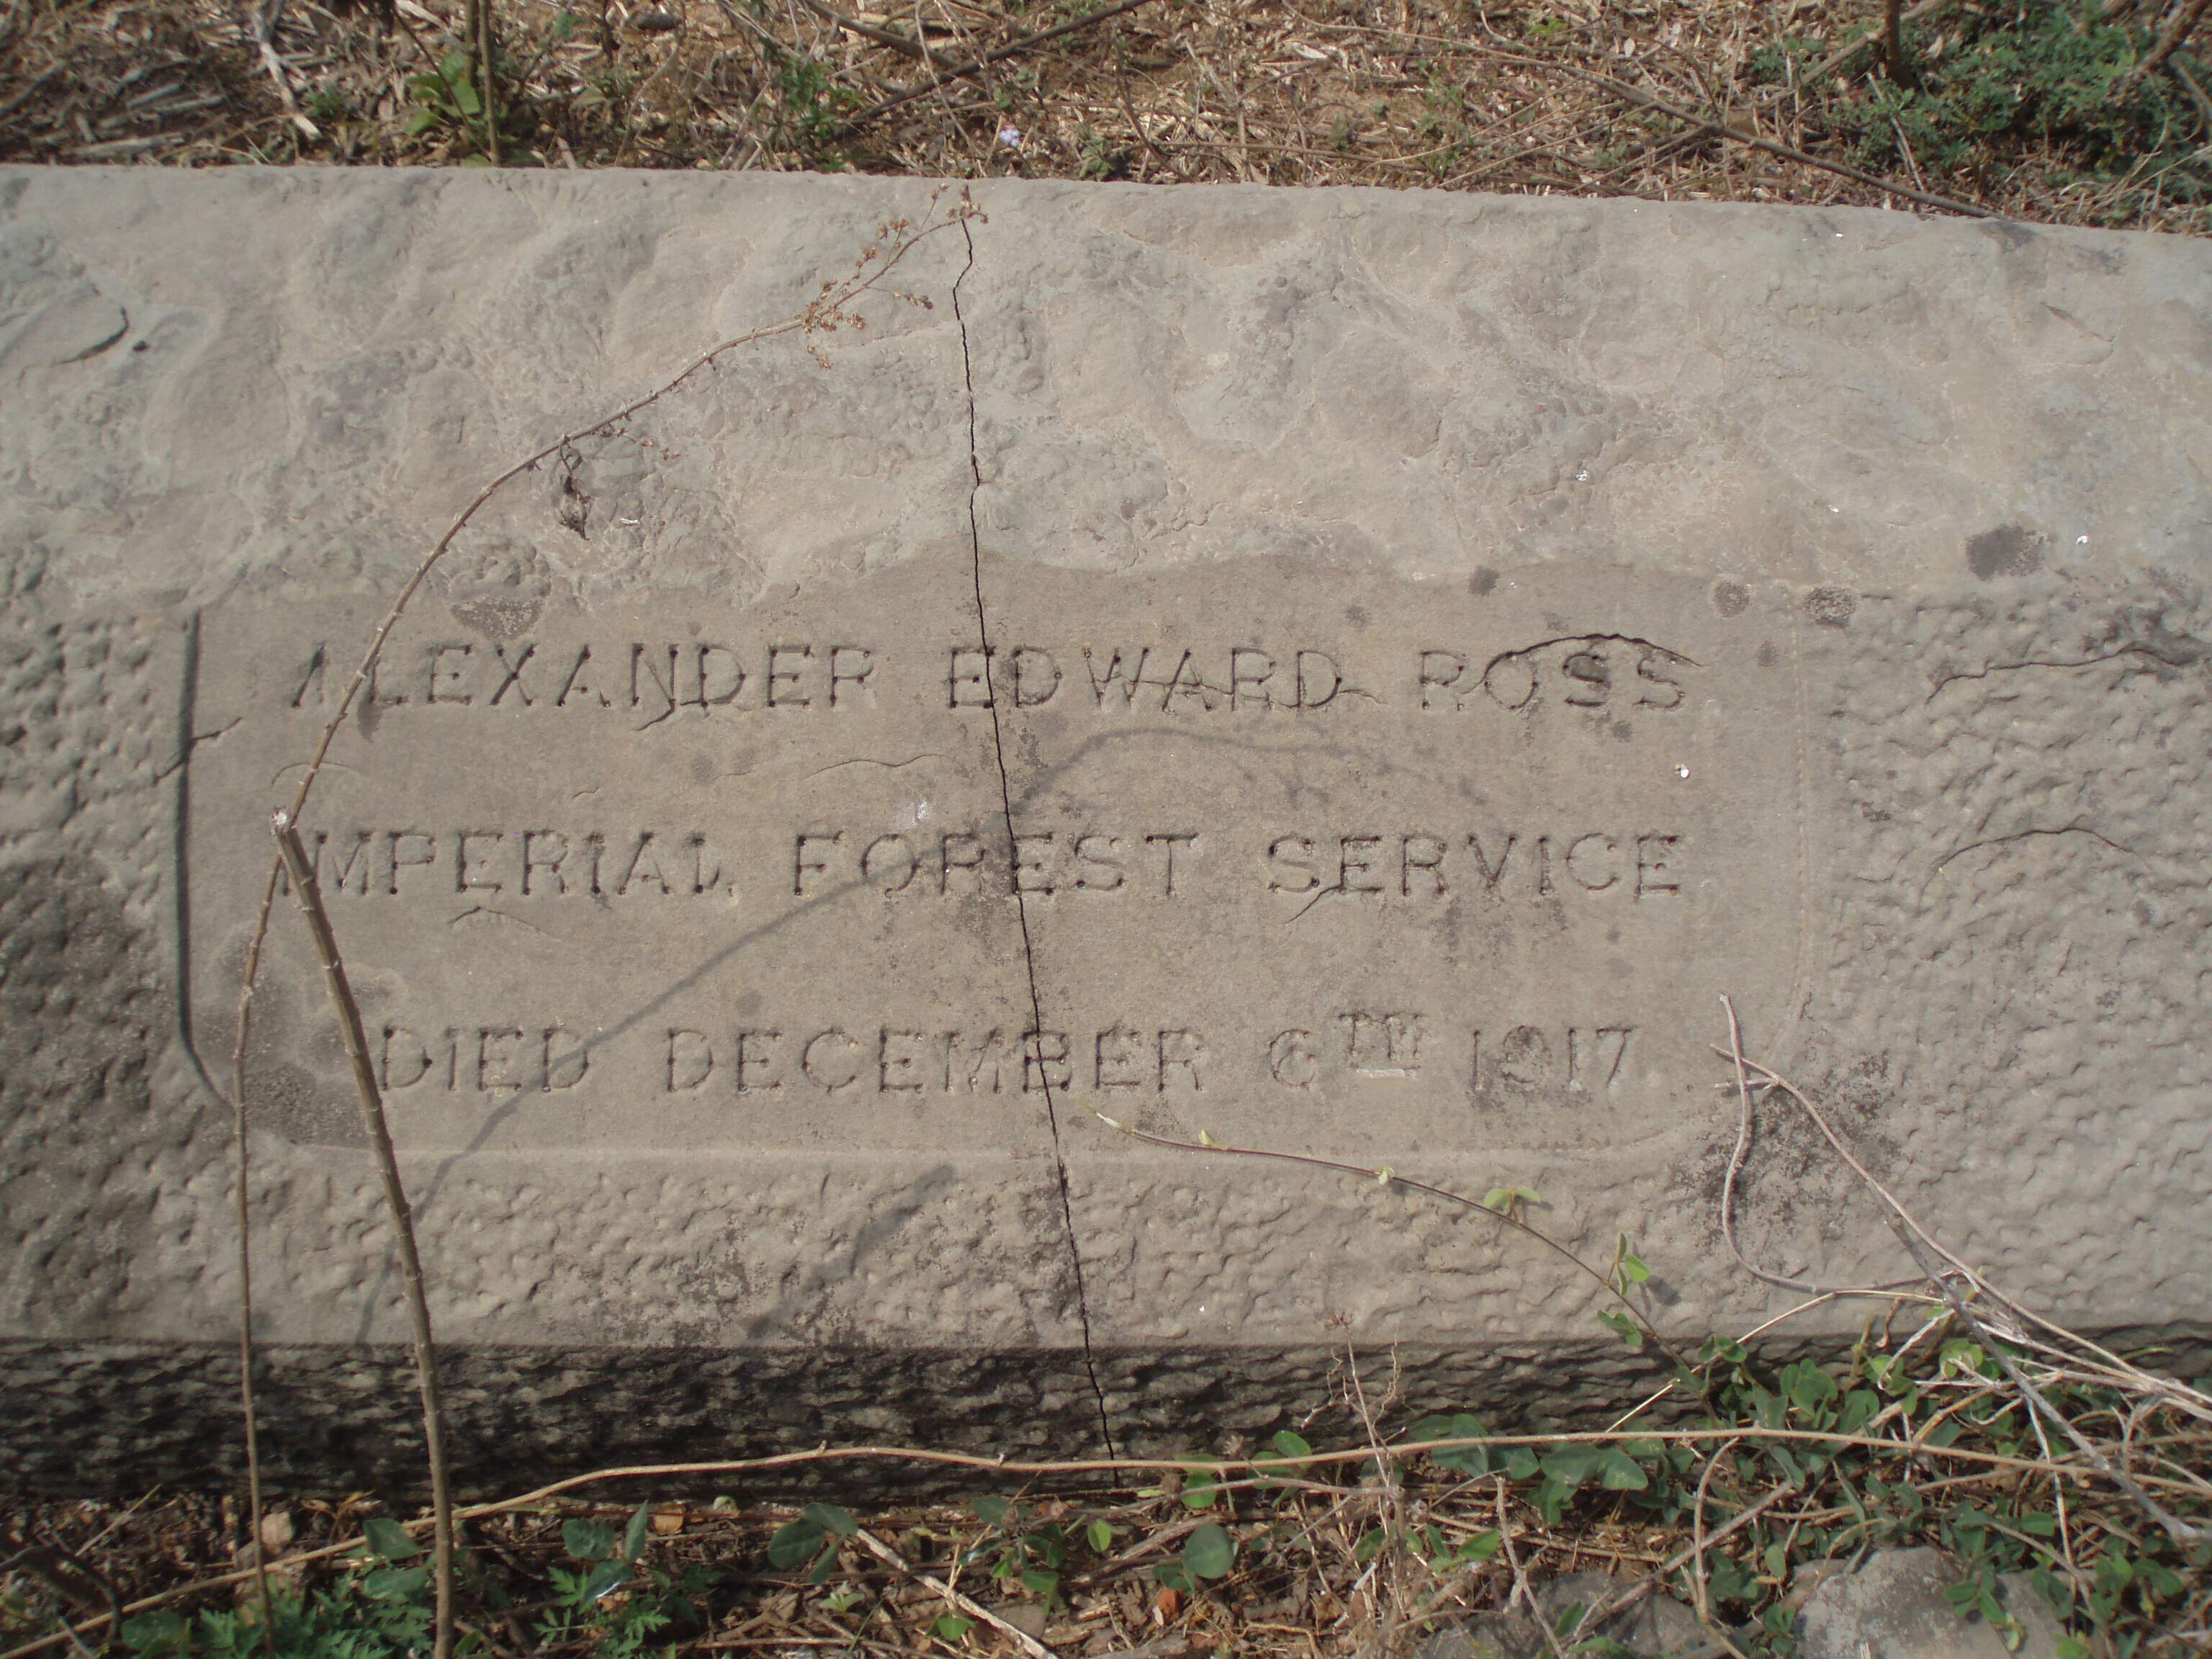 ALEXANDER EDWARD ROSS
IMPERIAL FOREST SERVICE
DIED DECEMBER 6TH 1917